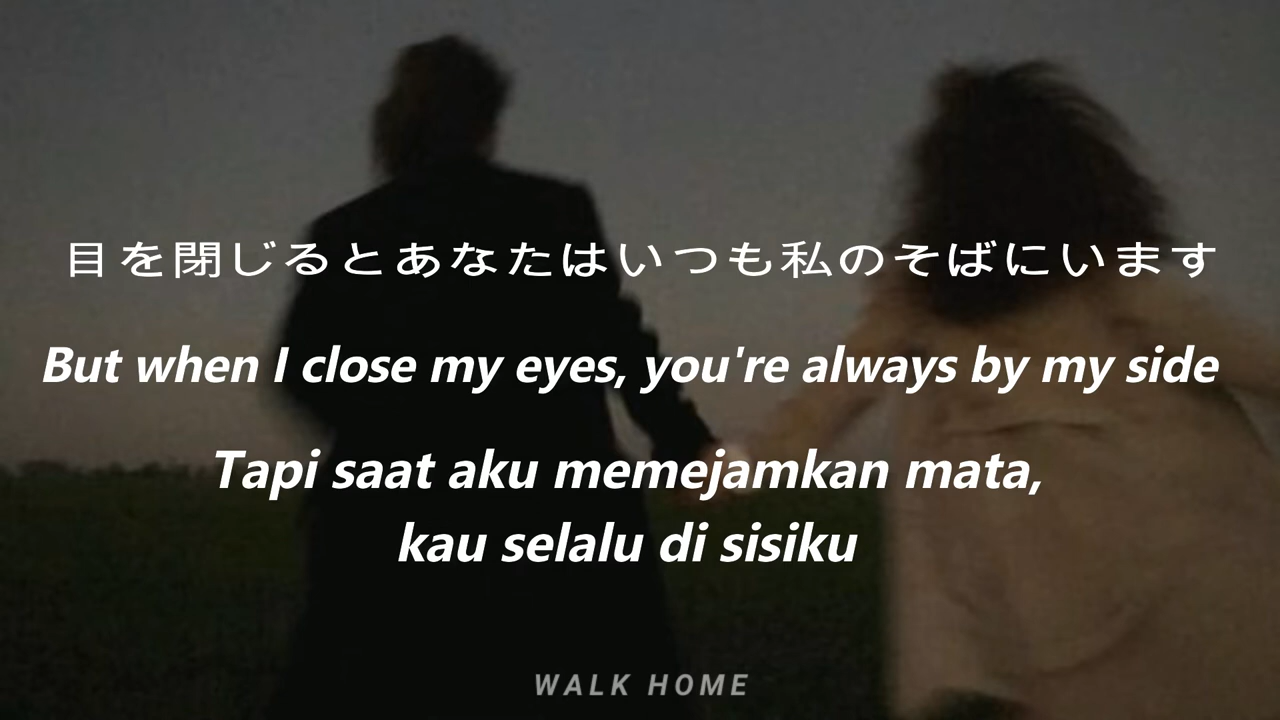 目を閉じるとあなたはいつも私のそばにいます
But when I close my eyes, you're always by my side
Tapi saat aku memejamkan mata,
kau selalu di sisiku
WALK HOME